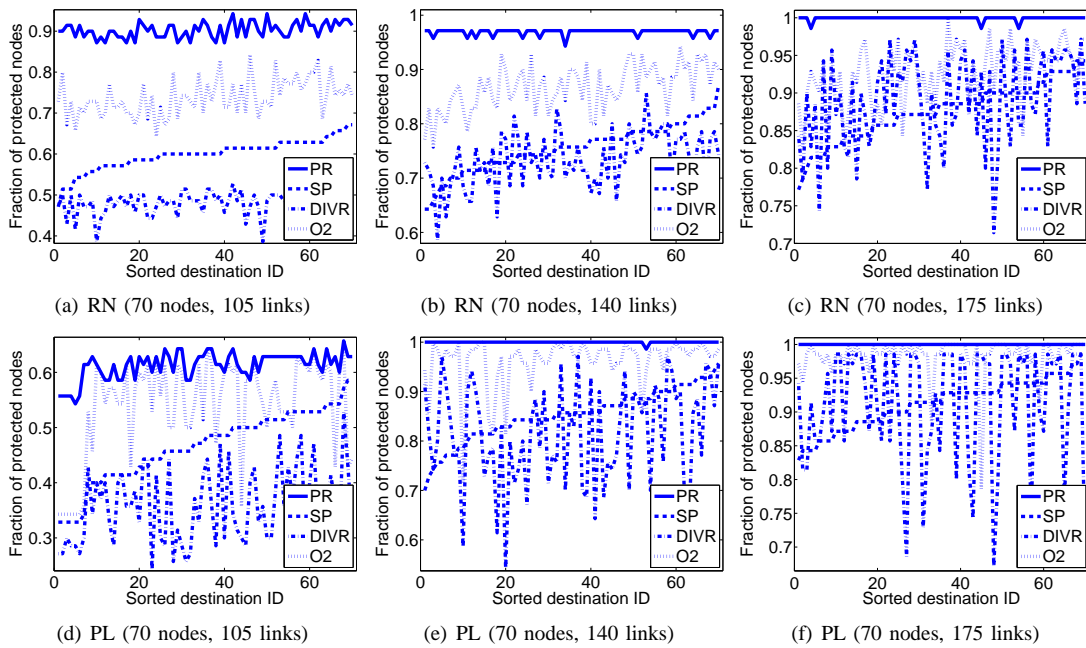 0.9
0.8
0.7
0.6
0.5
0.4
Fraction of protected nodes
0 20 40 60
Sorted destination ID
PR
SP
DIVR
O2
(a) RN (70 nodes, 105 links)
1
0.9
0.8
0.7
0.6
Fraction of protected nodes
0 20 40 60
Sorted destination ID
PR
SP
DIVR
O2
(b) RN (70 nodes, 140 links)
1
0.95
0.9
0.85
0.8
0.75
0.7
Fraction of protected nodes
0 20 40 60
Sorted destination ID
PR
SP
DIVR
O2
(c) RN (70 nodes, 175 links)
0.6
0.5
0.4
0.3
Fraction of protected nodes
0 20 40 60
Sorted destination ID
PR
SP
DIVR
O2
(d) PL (70 nodes, 105 links)
1
0.9
0.8
0.7
0.6
Fraction of protected nodes
0 20 40 60
Sorted destination ID
PR
SP
DIVR
O2
(e) PL (70 nodes, 140 links)
1
0.95
0.9
0.85
0.8
0.75
0.7
Fraction of protected nodes
0 20 40 60
Sorted destination ID
PR
SP
DIVR
O2
(f) PL (70 nodes, 175 links)